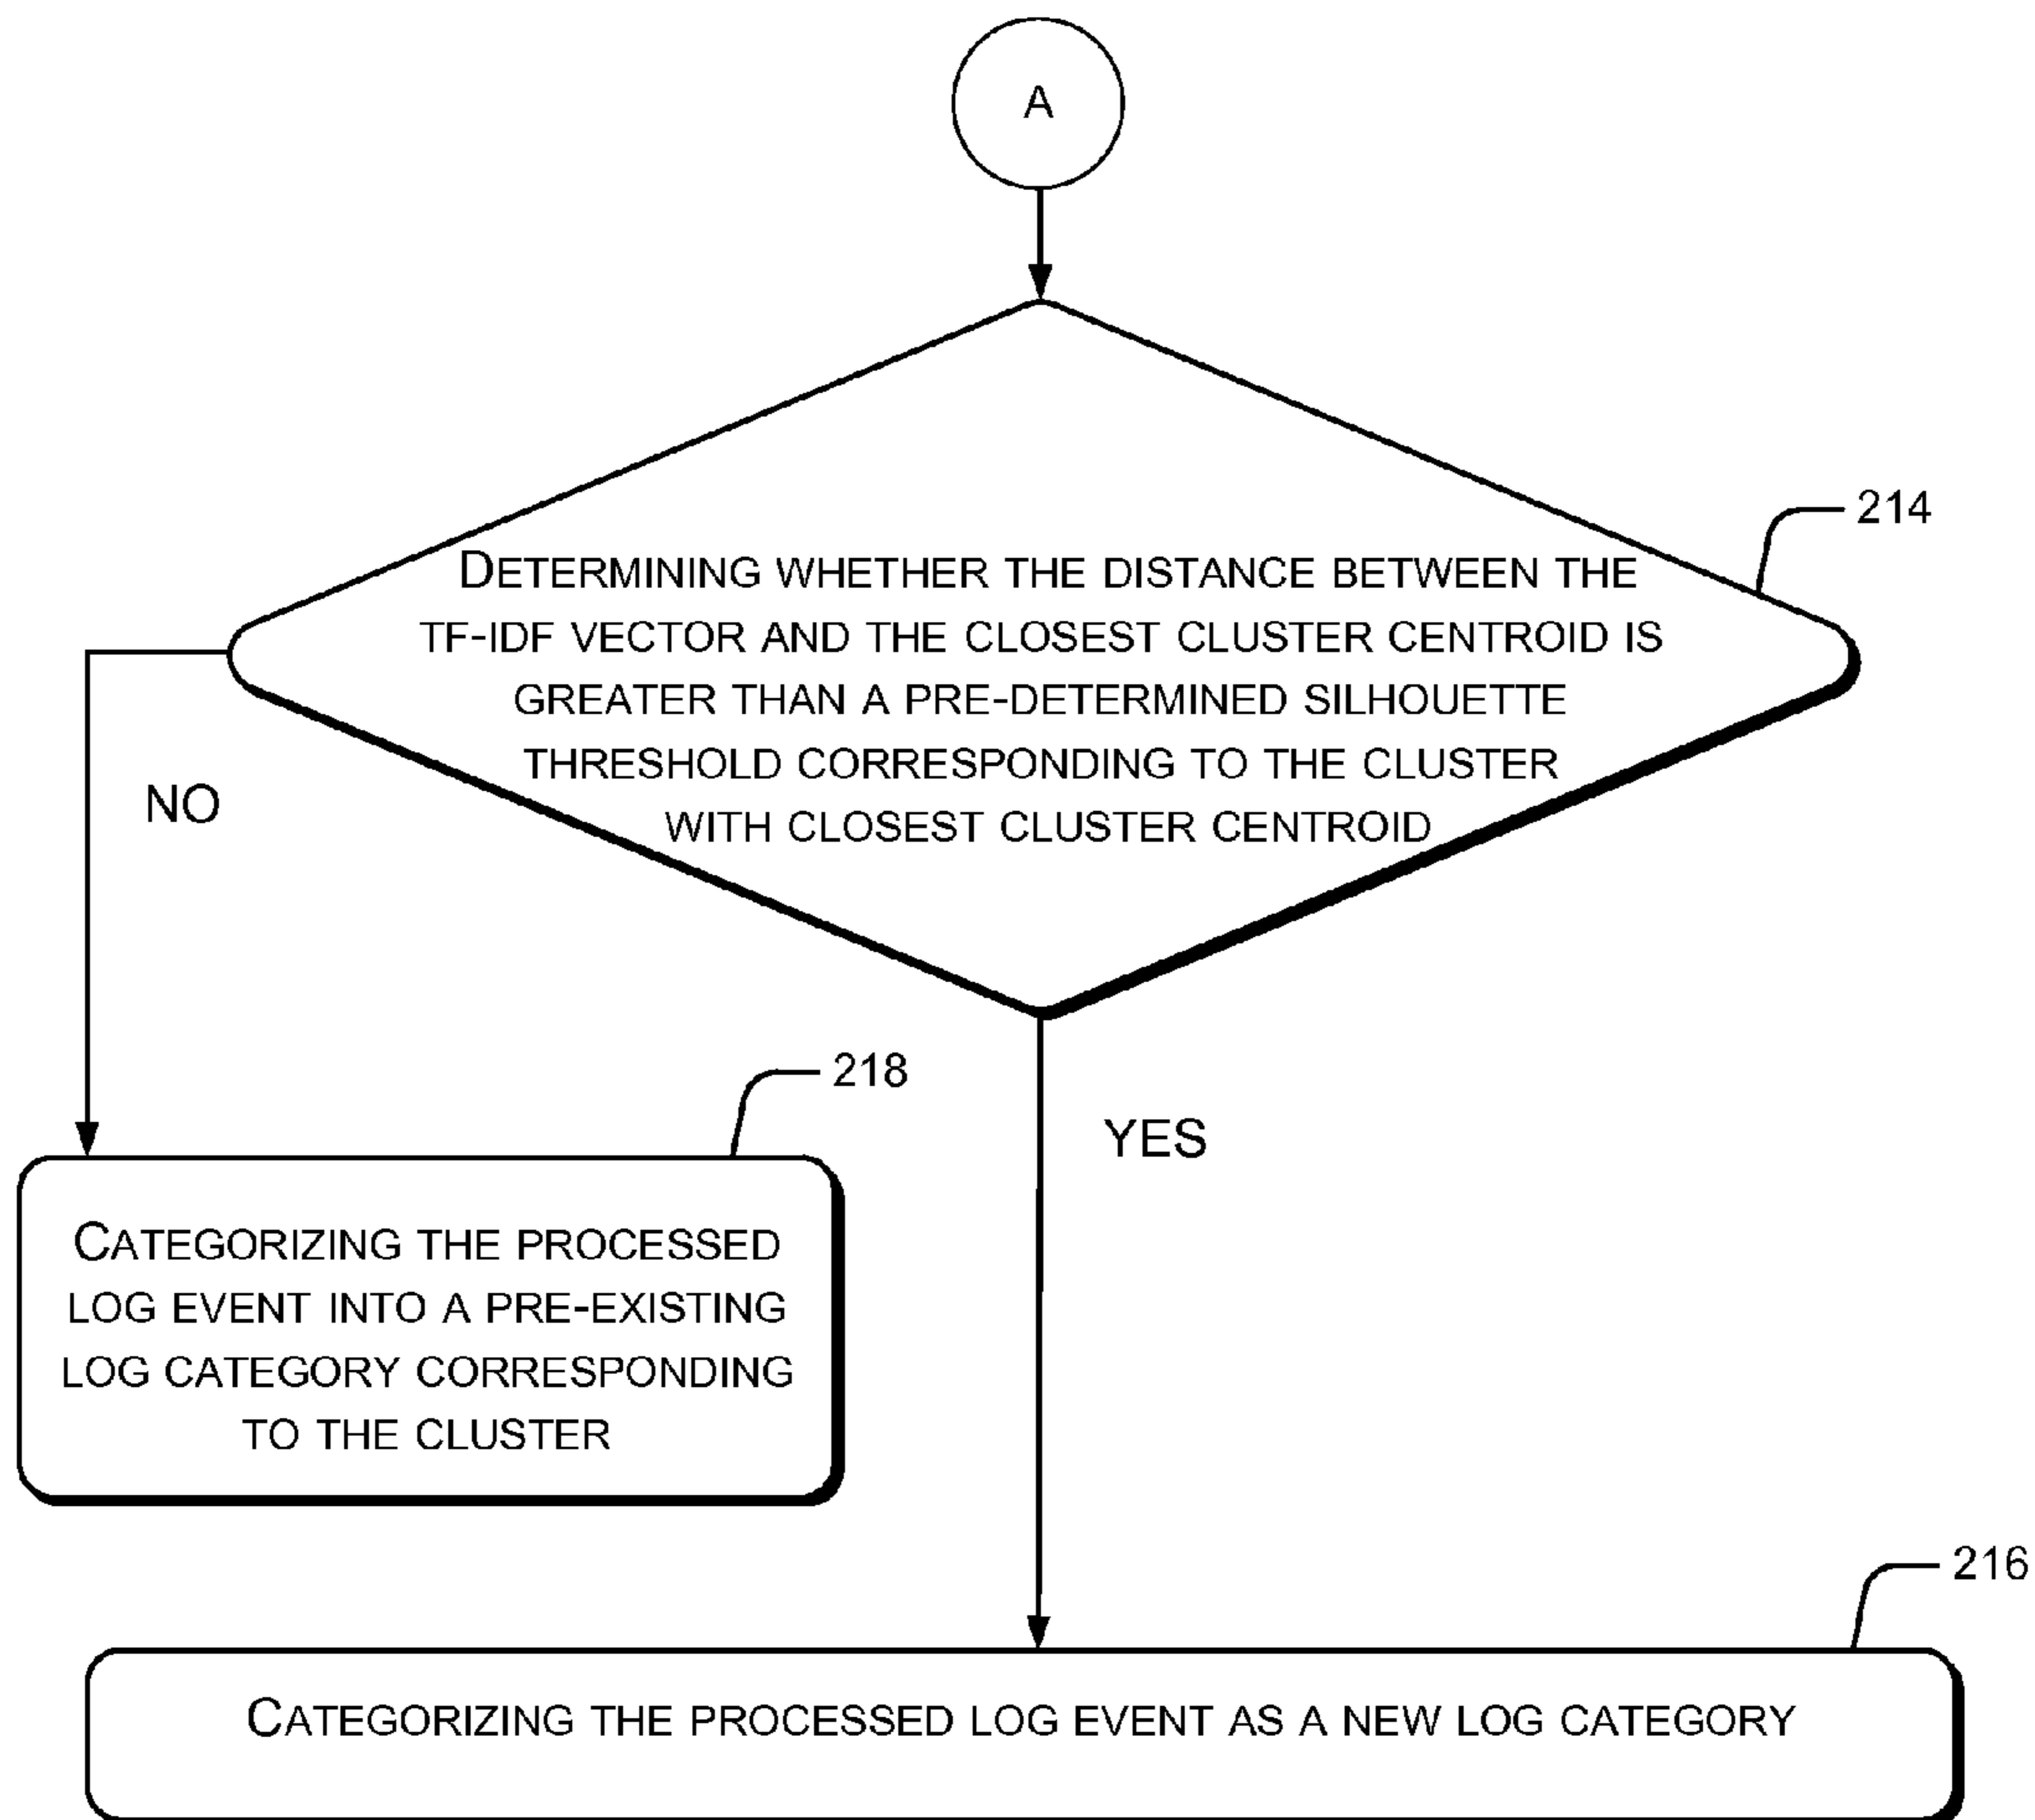 A
214
DETERMINING WHETHER THE DISTANCE BETWEEN THE
TF-IDF VECTOR AND THE CLOSEST CLUSTER CENTROID IS
GREATER THAN A PRE-DETERMINED SILHOUETTE
THRESHOLD CORRESPONDING TO THE CLUSTER
WITH CLOSEST CLUSTER CENTROID
NO
218
YES
CATEGORIZING THE PROCESSED
LOG EVENT INTO A PRE-EXISTING
LOG CATEGORY CORRESPONDING
TO THE CLUSTER
216
CATEGORIZING THE PROCESSED LOG EVENT AS A NEW LOG CATEGORY